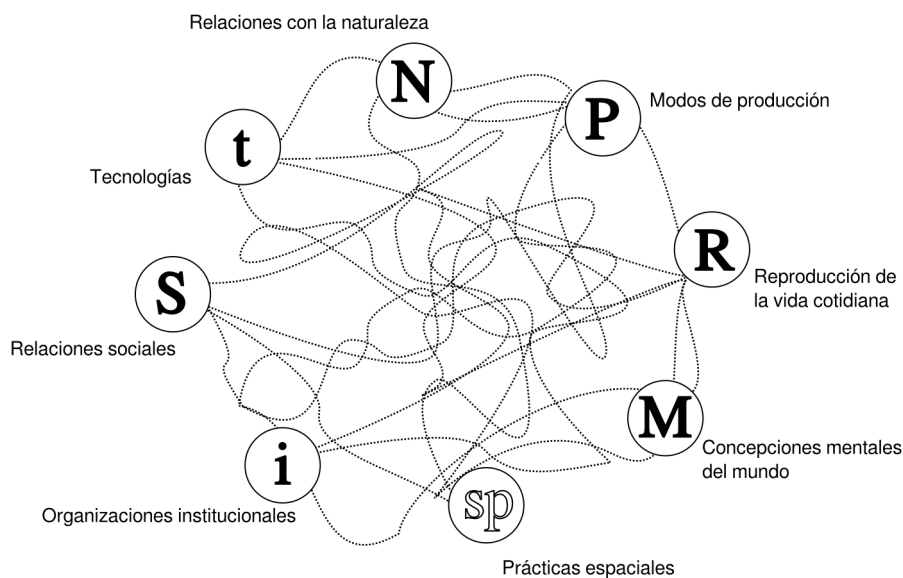 Relaciones con la naturaleza
N
P
Modos de producción
t
Tecnologías
R
Reproducción de
la vida cotidiana
S
Relaciones sociales
M
Concepciones mentales
del mundo
i
Organizaciones institucionales
sp
Prácticas espaciales